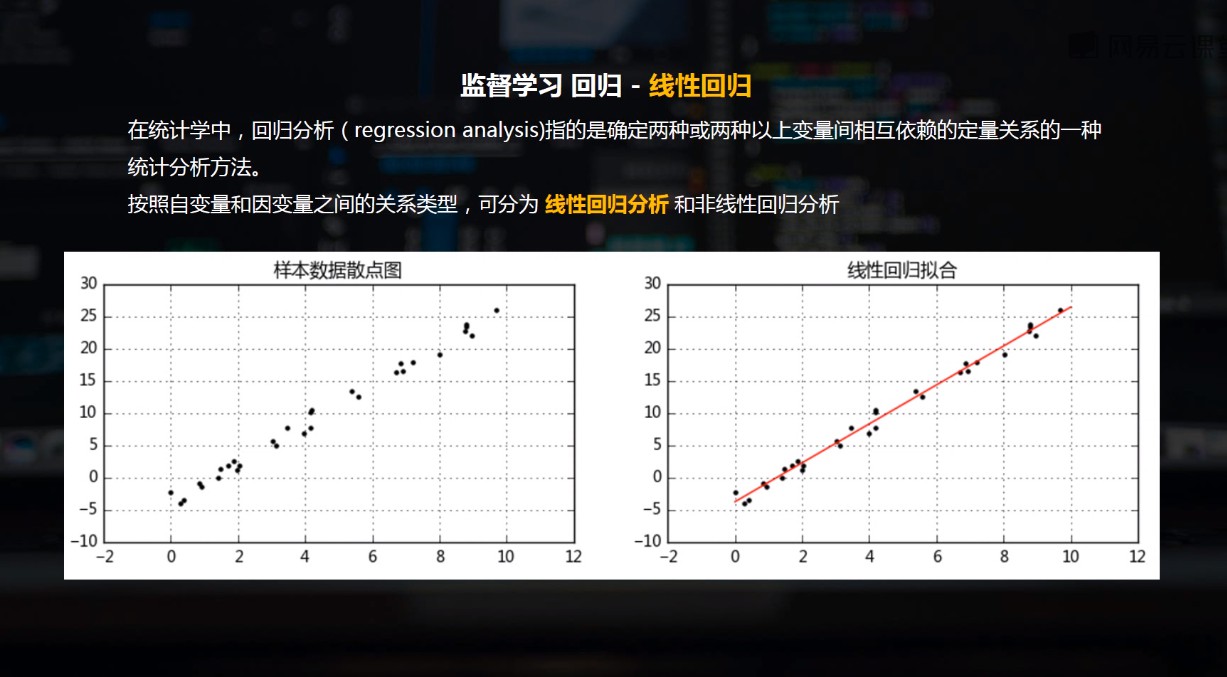 网易云课
监督学习 回归 - 线性回归
在统计学中，回归分析（regression analysis)指的是确定两种或两种以上变量间相互依赖的定量关系的一种
统计分析方法。
按照自变量和因变量之间的关系类型，可分为 线性回归分析 和非线性回归分析
样本数据散点图
30
25
20
15
10
5
0
−5
−10
−2 0 2 4 6 8 10 12
线性回归拟合
30
25
20
15
10
5
0
−5
−10
−2 0 2 4 6 8 10 12